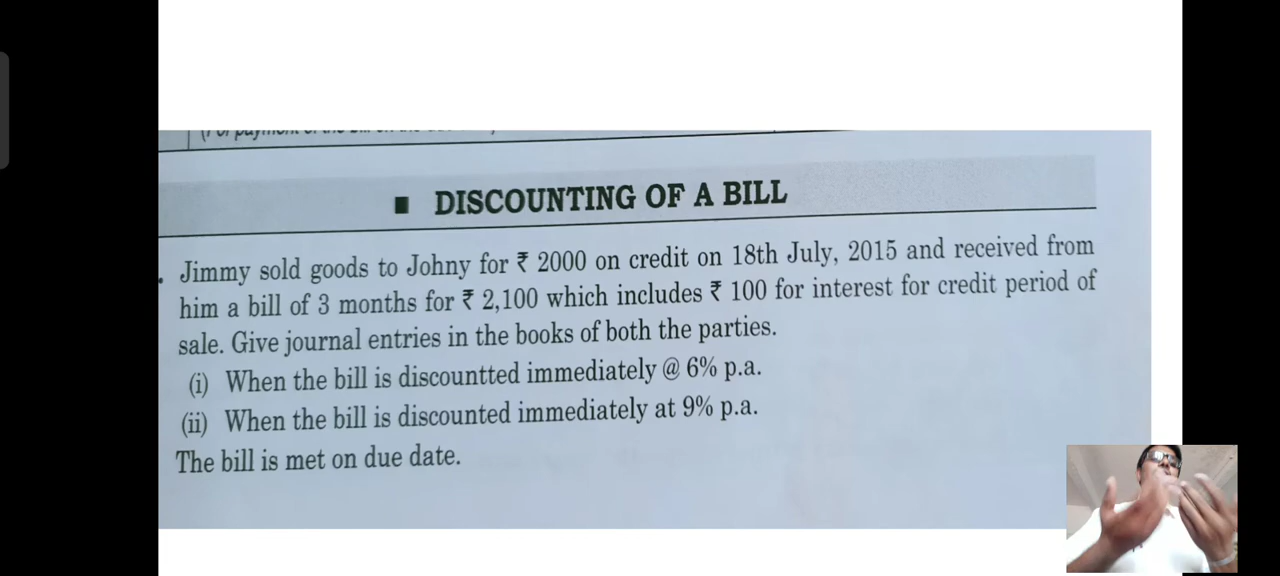 ■ DISCOUNTING OF A BILL
Jimmy sold goods to Johny for ₹ 2000 on credit on 18th July, 2015 and received from
him a bill of 3 months for ₹ 2,100 which includes ₹ 100 for interest for credit period of
sale. Give journal entries in the books of both the parties.
(i) When the bill is discountted immediately @ 6% p.a.
(ii) When the bill is discounted immediately at 9% p.a.
The bill is met on due date.